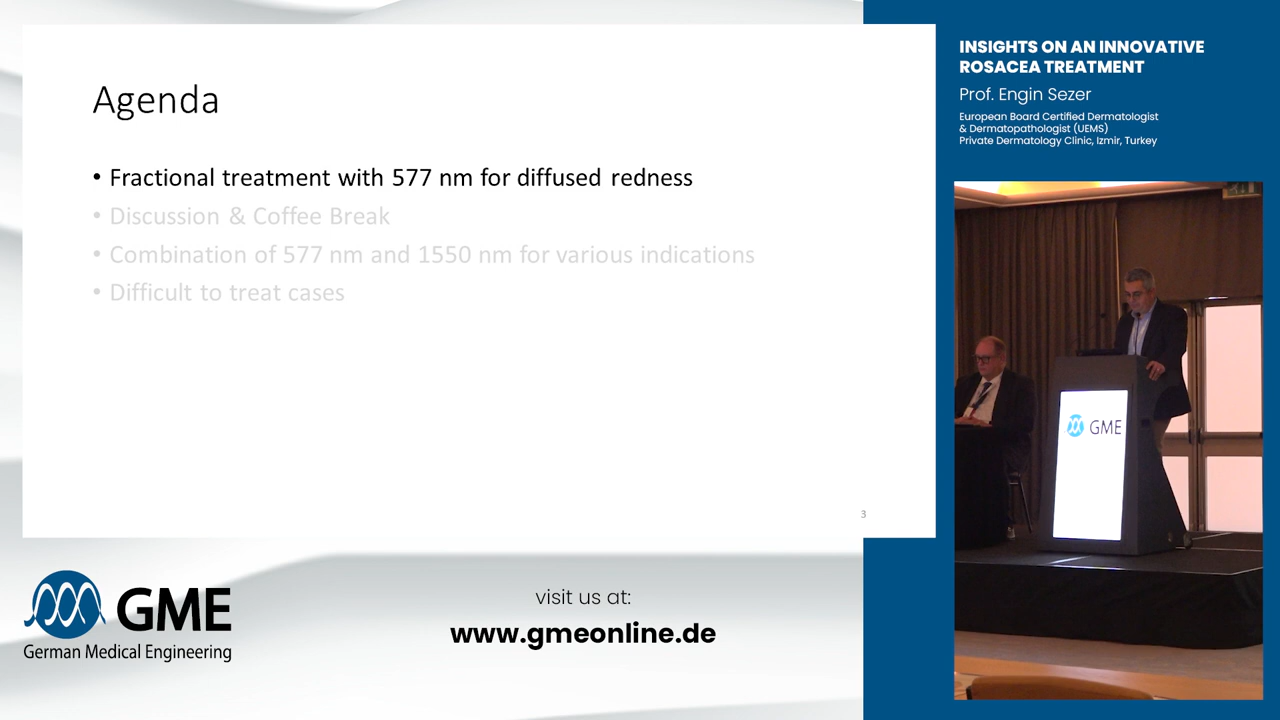 Agenda
• Fractional treatment with 577 nm for diffused redness
• Discussion & Coffee Break
• Combination of 577 nm and 1550 nm for various indications
• Difficult to treat cases
3
INSIGHTS ON AN INNOVATIVE
ROSACEA TREATMENT
Prof. Engin Sezer
European Board Certified Dermatologist
& Dermatopathologist (UEMS)
Private Dermatology Clinic, Izmir, Turkey
GME
GME
German Medical Engineering
visit us at:
www.gmeonline.de